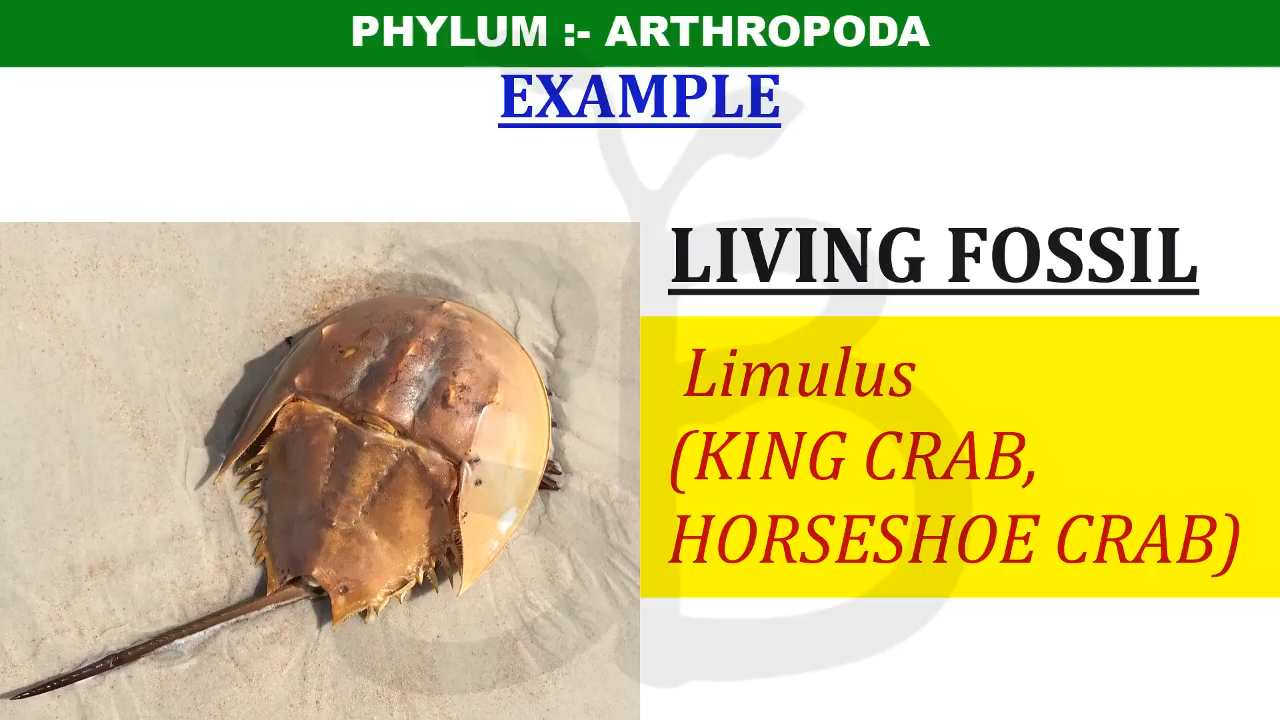 PHYLUM :- ARTHROPODA
EXAMPLE
LIVING FOSSIL
Limulus
(KING CRAB,
HORSESHOE CRAB)